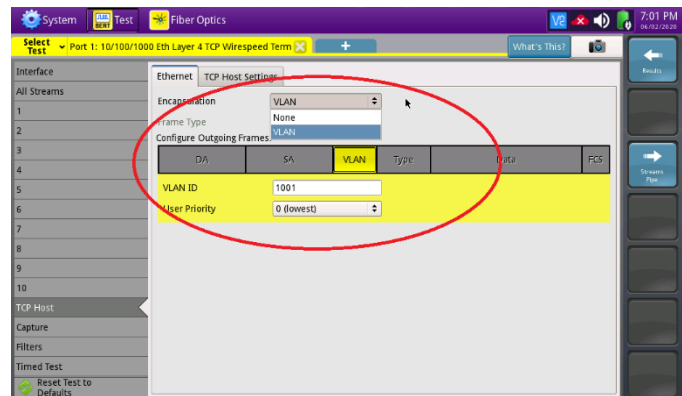 System Test Fiber Optics 7:01 PM
06/02/2020
Select Test Port 1: 10/100/1000 Eth Layer 4 TCP Wirespeed Term + What's This?
Results
Interface
All Streams
1
2
3
4
5
6
7
8
9
10
TCP Host
Capture
Filters
Timed Test
Reset Test to
Defaults
Ethernet TCP Host Settings
Encapsulation VLAN
None
VLAN
Frame Type
Configure Outgoing Frames.
DA SA VLAN Type Data FCS
VLAN ID 1001
User Priority 0 (lowest)
Streams
Pipe